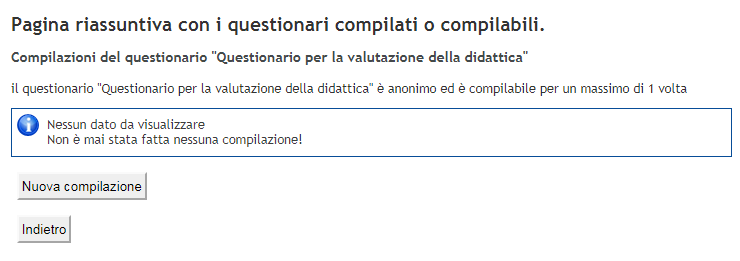 Pagina riassuntiva con i questionari compilati o compilabili.
Compilazioni del questionario "Questionario per la valutazione della didattica"
il questionario "Questionario per la valutazione della didattica" è anonimo ed è compilabile per un massimo di 1 volta
Nessun dato da visualizzare
Non è mai stata fatta nessuna compilazione!
Nuova compilazione
Indietro